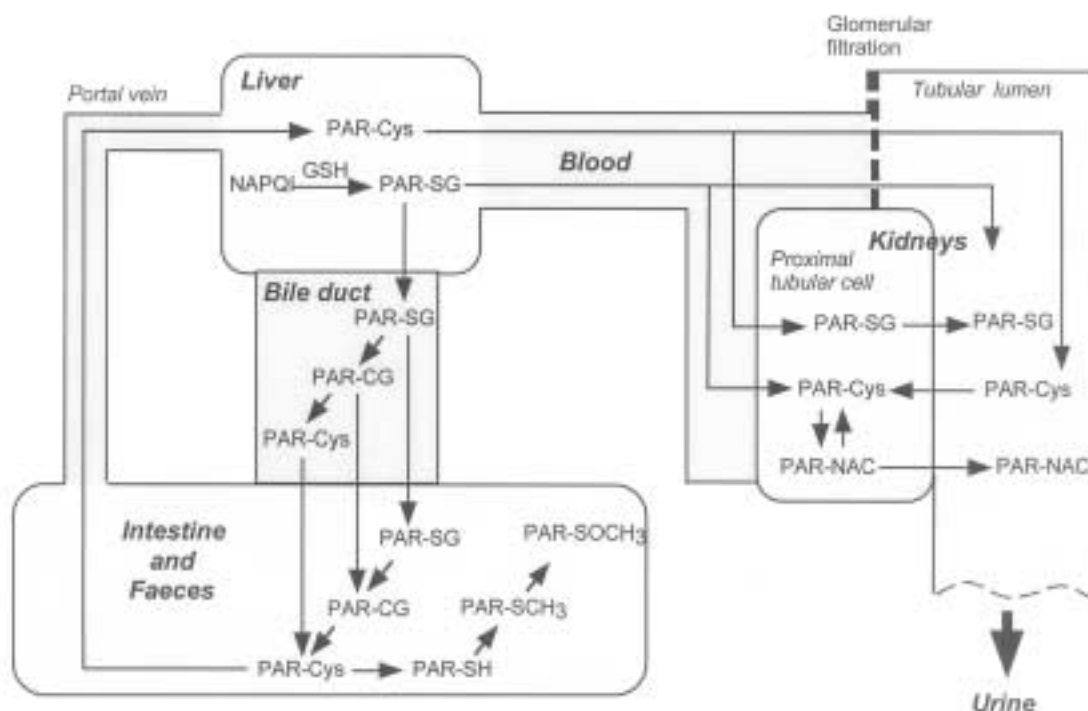 Glomerular
filtration
Portal vein
Liver
Tubular lumen
PAR-Cys
Blood
NAPQI
GSH
PAR-SG
Kidneys
Proximal
tubular cell
Bile duct
PAR-SG
PAR-SG
PAR-SG
PAR-CG
PAR-Cys
PAR-Cys
PAR-Cys
PAR-NAC
PAR-NAC
Intestine
and
Faeces
PAR-SG
PAR-SOCH3
PAR-CG
PAR-SCH3
PAR-Cys
PAR-SH
Urine